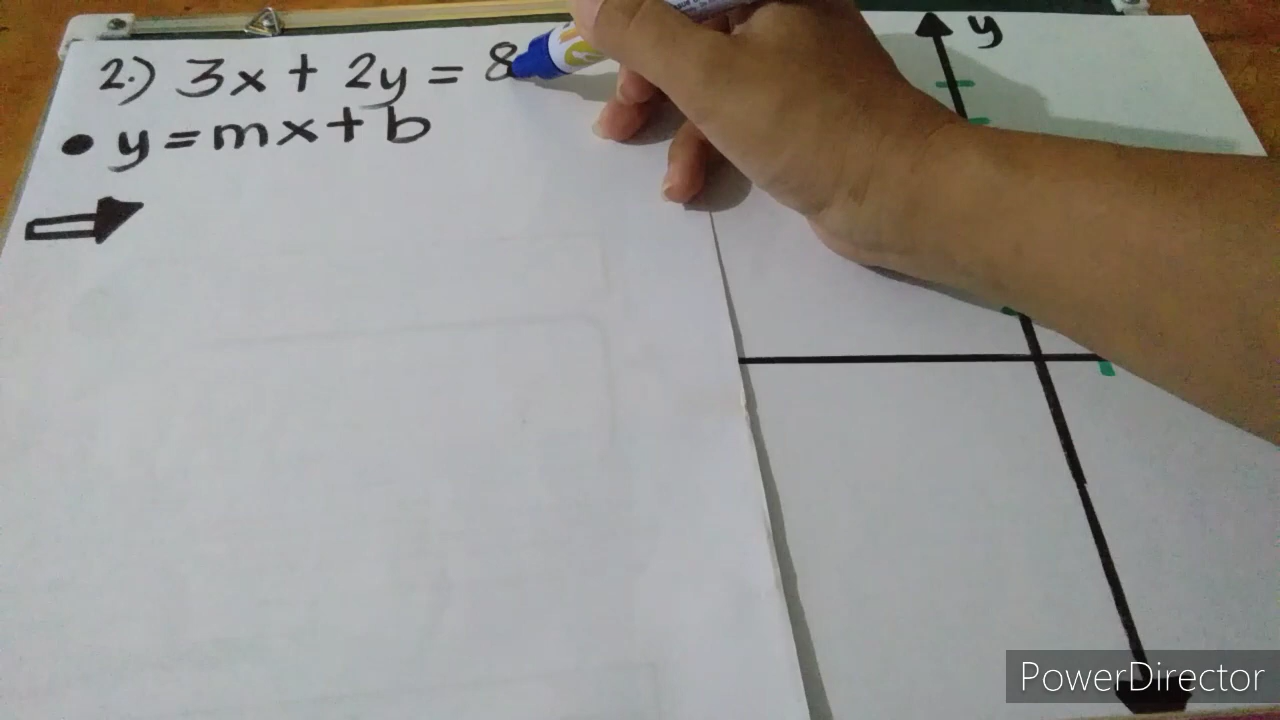 2.) 3x + 2y = 8
• y = mx + b
y
PowerDirector